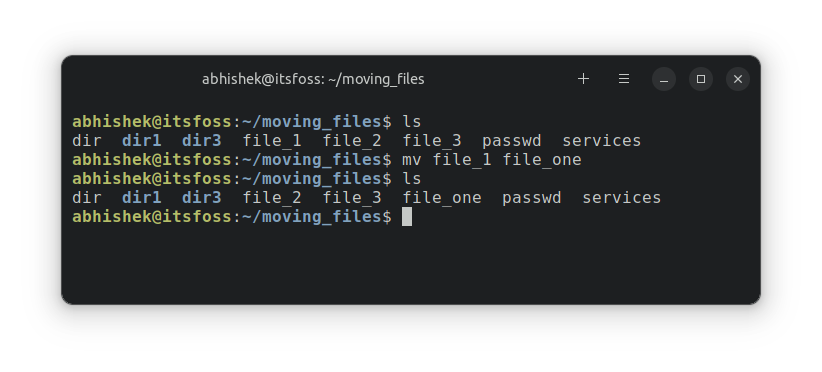 abhishek@itsfoss: ~/moving_files
abhishek@itsfoss:~/moving_files$ ls
dir  dir1  dir3  file_1  file_2  file_3  passwd  services
abhishek@itsfoss:~/moving_files$ mv file_1 file_one
abhishek@itsfoss:~/moving_files$ ls
dir  dir1  dir3  file_2  file_3  file_one  passwd  services
abhishek@itsfoss:~/moving_files$